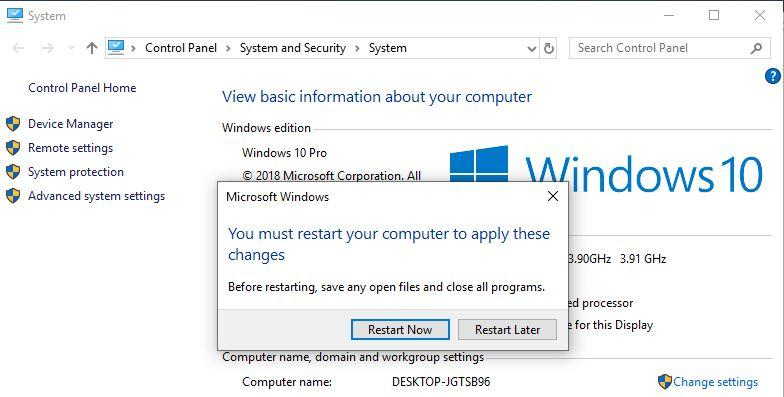 System
Control Panel System and Security System
Search Control Panel
?
Control Panel Home
Device Manager
Remote settings
System protection
Advanced system settings
View basic information about your computer
Windows edition
Windows 10 Pro
© 2018 Microsoft Corporation. All
Windows 10
Microsoft Windows
You must restart your computer to apply these
changes
Before restarting, save any open files and close all programs.
Restart Now Restart Later
3.90GHz 3.91 GHz
ed processor
e for this Display
Computer name, domain and workgroup settings
Computer name: DESKTOP-JGTSB96
Change settings